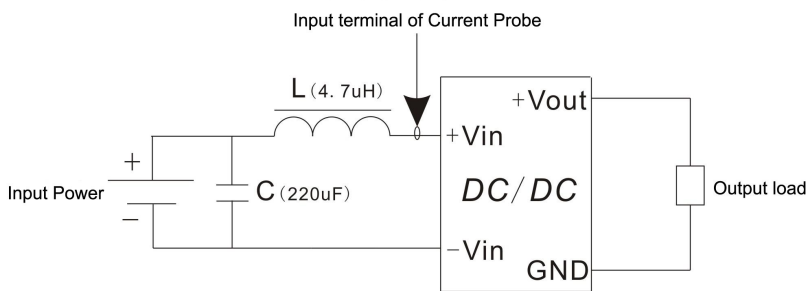 Input terminal of Current Probe
L(4.7uH)
+Vout
+Vin
+
Input Power
C(220uF)
DC/DC
Output load
−
−Vin
GND